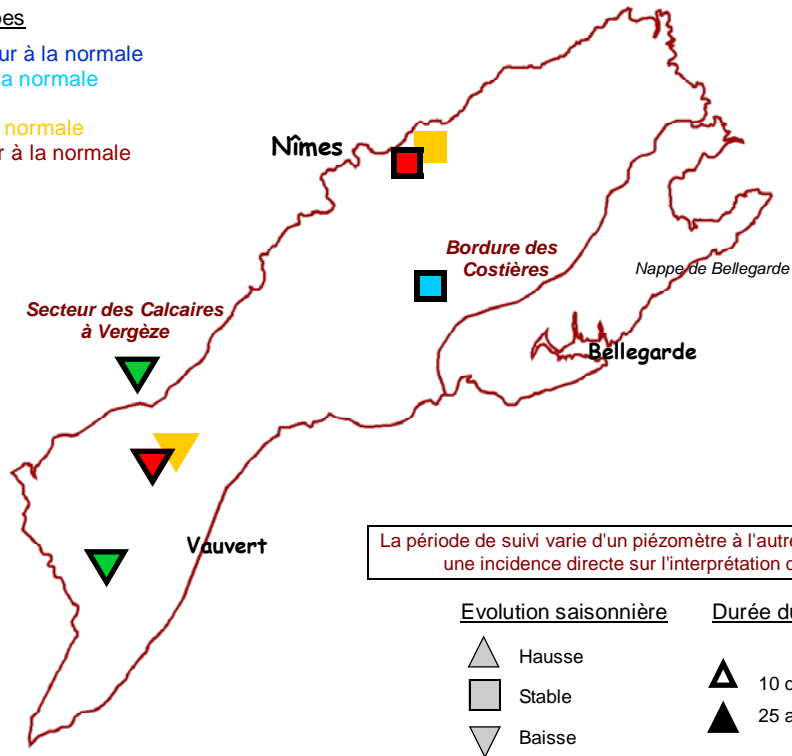 ur à la normale
a normale
normale
r à la normale
Nîmes
Bordure des
Costières
Nappe de Bellegarde
Secteur des Calcaires
à Vergèze
Bellegarde
Vauvert
La période de suivi varie d'un piézomètre à l'autre
une incidence directe sur l'interprétation
Evolution saisonnière
Durée du
Hausse
Stable
Baisse
10
25